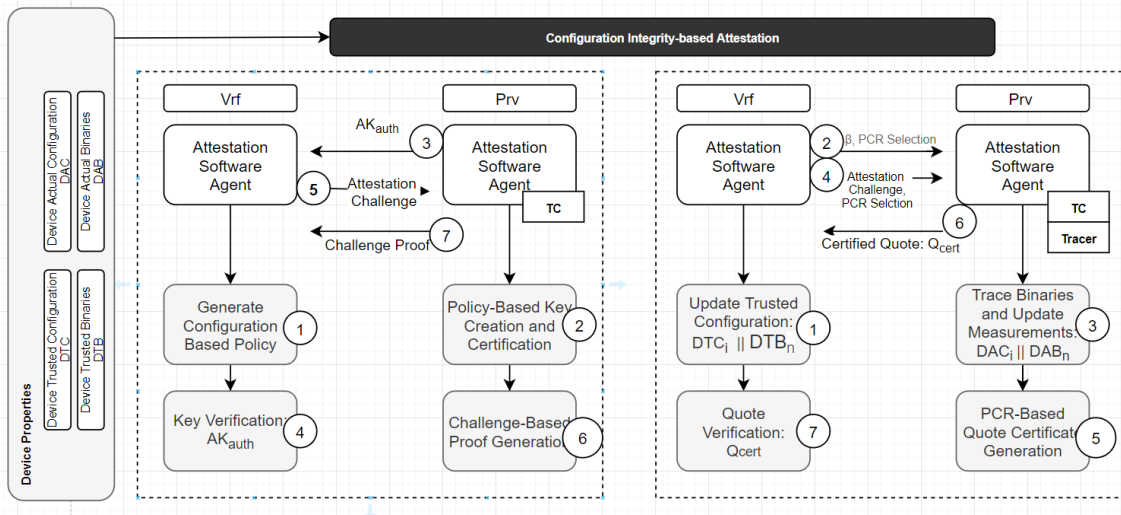 Configuration Integrity-based Attestation
Device Properties
Device Actual Configuration
DAC
Device Actual Binaries
DAB
Device Trusted Configuration
DTC
Device Trusted Binaries
DTB
Vrf
Prv
Attestation
Software
Agent
AKauth
3
Attestation
Software
Agent
TC
5
Attestation
Challenge
7
Challenge Proof
Generate
Configuration
Based Policy
1
Policy-Based Key
Creation and
Certification
2
Key Verification:
AKauth
4
Challenge-Based
Proof Generation
6
Vrf
Prv
Attestation
Software
Agent
2
β, PCR Selection
4
Attestation
Challenge,
PCR Selction
Attestation
Software
Agent
TC
Tracer
6
Certified Quote: Qcert
Update Trusted
Configuration:
DTCi || DTBn
1
Trace Binaries
and Update
Measurements:
DACi || DABn
3
Quote
Verification:
Qcert
7
PCR-Based
Quote Certificate
Generation
5